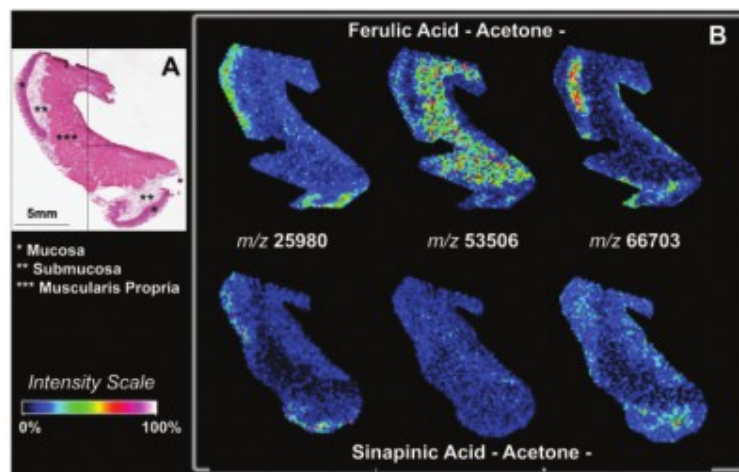 Ferulic Acid - Acetone -
A
B
*
**
***
*
**
*
5mm
* Mucosa
** Submucosa
*** Muscularis Propria
m/z 25980
m/z 53506
m/z 66703
Intensity Scale
0%
100%
Sinapinic Acid - Acetone -